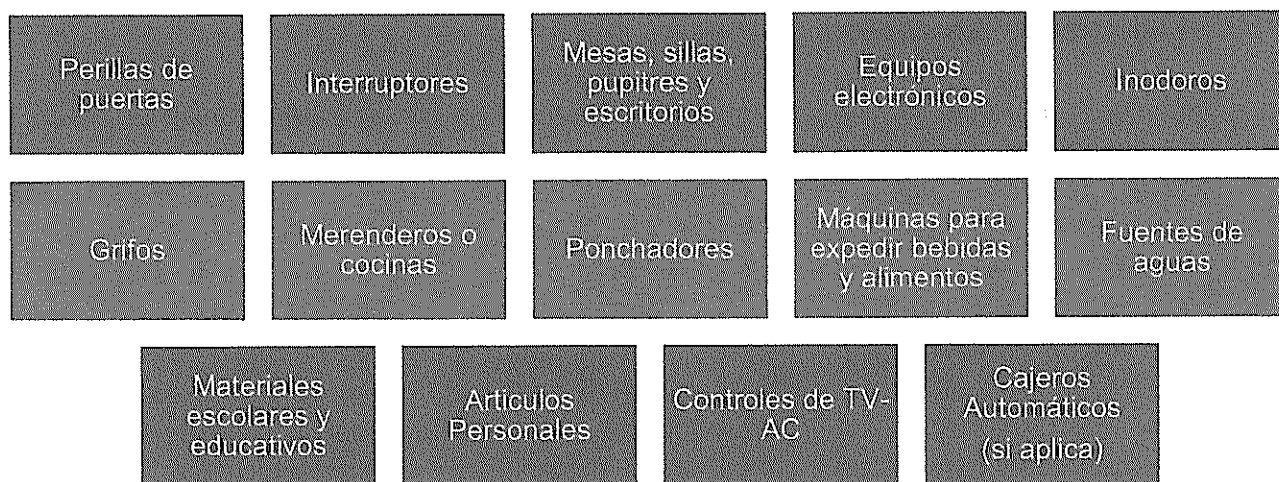 Perillas de
puertas
Interruptores
Mesas, sillas,
pupitres y
escritorios
Equipos
electrónicos
Inodoros
Grifos
Merenderos o
cocinas
Ponchadores
Máquinas para
expedir bebidas
y alimentos
Fuentes de
aguas
Materiales
escolares y
educativos
Articulos
Personales
Controles de TV-
AC
Cajeros
Automáticos
(si aplica)